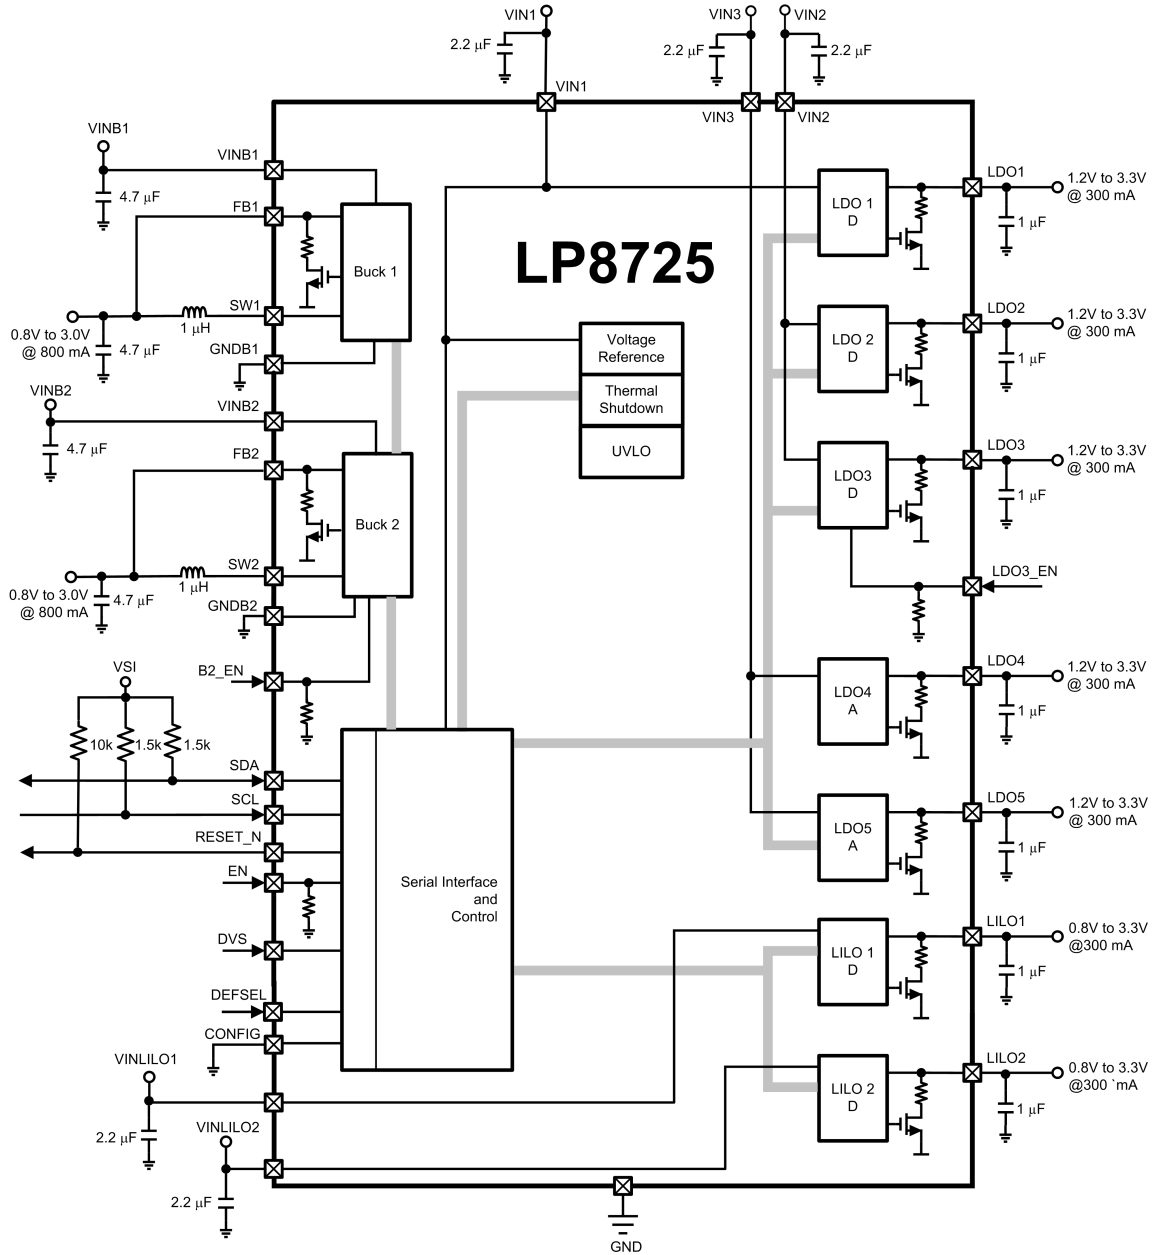 VIN1
VIN3
VIN2
2.2 µF
2.2 µF
2.2 µF
VIN1
VIN3
VIN2
VINB1
VINB1
4.7 µF
FB1
Buck 1
SW1
1 µH
0.8V to 3.0V
@ 800 mA
4.7 µF
GNDB1
VINB2
VINB2
4.7 µF
FB2
Buck 2
SW2
1 µH
0.8V to 3.0V
@ 800 mA
4.7 µF
GNDB2
B2_EN
VSI
10k
1.5k
1.5k
SDA
SCL
RESET_N
EN
DVS
DEFSEL
CONFIG
Serial Interface
and
Control
VINLILO1
2.2 µF
VINLILO2
2.2 µF
LP8725
Voltage
Reference
Thermal
Shutdown
UVLO
LDO 1
D
LDO1
1.2V to 3.3V
@ 300 mA
1 µF
LDO 2
D
LDO2
1.2V to 3.3V
@ 300 mA
1 µF
LDO3
D
LDO3
1.2V to 3.3V
@ 300 mA
1 µF
LDO3_EN
LDO4
A
LDO4
1.2V to 3.3V
@ 300 mA
1 µF
LDO5
A
LDO5
1.2V to 3.3V
@ 300 mA
1 µF
LILO 1
D
LILO1
0.8V to 3.3V
@300 mA
1 µF
LILO 2
D
LILO2
0.8V to 3.3V
@300 `mA
1 µF
GND